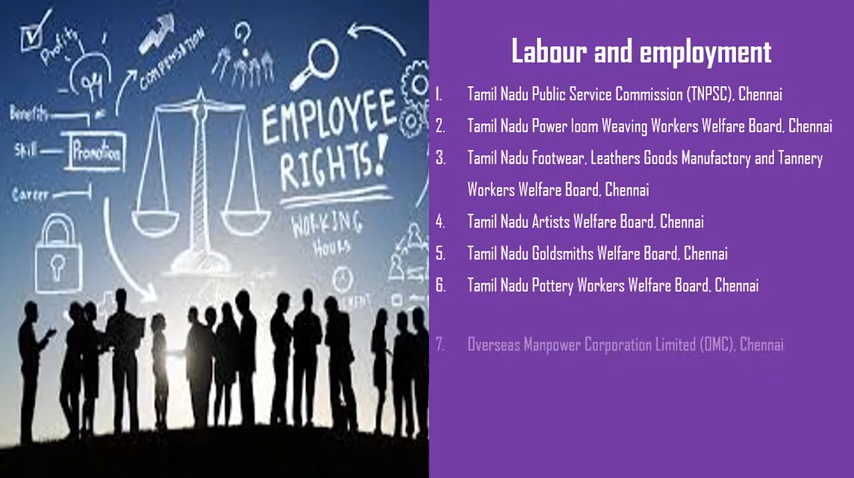 Profits
COMPENSATION
?
Benefits
Skill
Promotion
Career
EMPLOYEE
RIGHTS!
WORKING
HOURS
Labour and employment
1. Tamil Nadu Public Service Commission (TNPSC), Chennai
2. Tamil Nadu Power loom Weaving Workers Welfare Board, Chennai
3. Tamil Nadu Footwear, Leathers Goods Manufactory and Tannery
Workers Welfare Board, Chennai
4. Tamil Nadu Artists Welfare Board, Chennai
5. Tamil Nadu Goldsmiths Welfare Board, Chennai
6. Tamil Nadu Pottery Workers Welfare Board, Chennai
7. Overseas Manpower Corporation Limited (OMC), Chennai